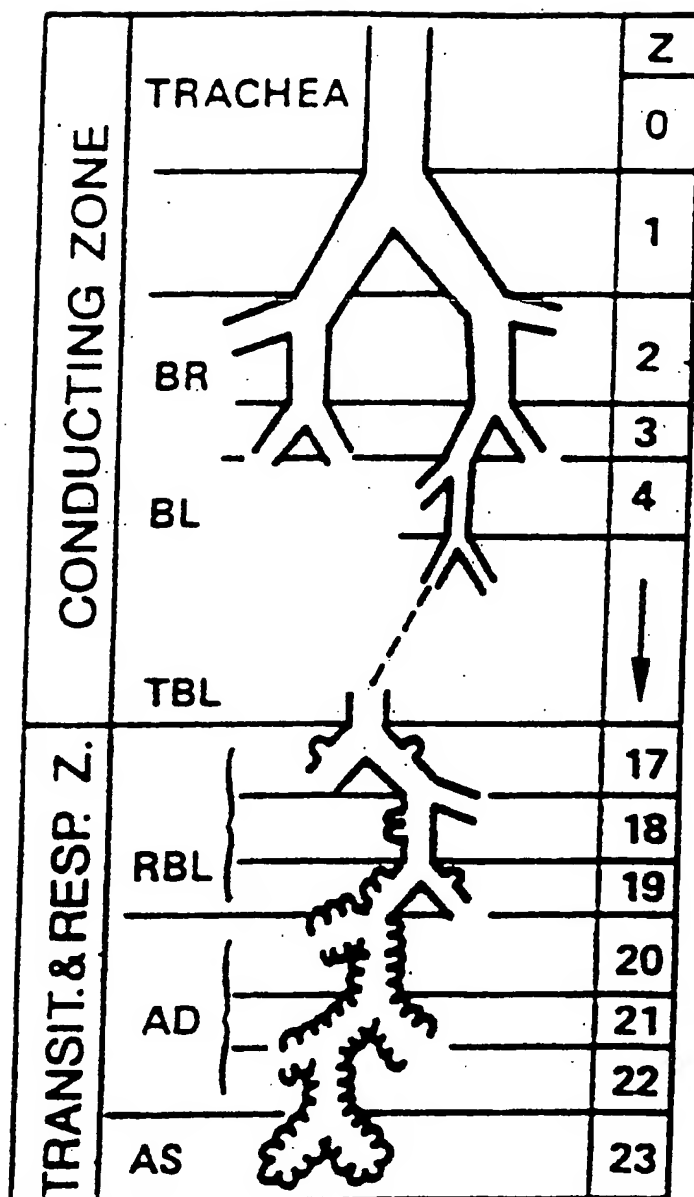 Z
TRACHEA
0
CONDUCTING ZONE
1
BR
2
3
BL
4
TBL
TRANSIT. & RESP. Z.
17
18
RBL
19
20
AD
21
22
AS
23